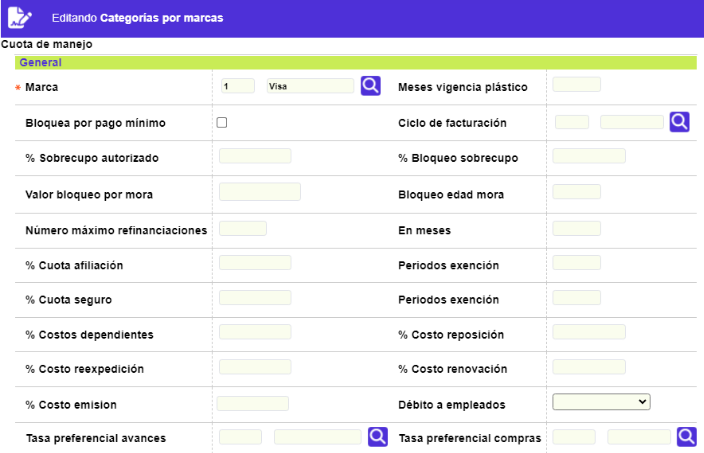 Editando Categorías por marcas
Cuota de manejo
General
* Marca 1 Visa Meses vigencia plástico
Bloquea por pago mínimo Ciclo de facturación
% Sobrecupo autorizado % Bloqueo sobrecupo
Valor bloqueo por mora Bloqueo edad mora
Número máximo refinanciaciones En meses
% Cuota afiliación Periodos exención
% Cuota seguro Periodos exención
% Costos dependientes % Costo reposición
% Costo reexpedición % Costo renovación
% Costo emision Débito a empleados
Tasa preferencial avances Tasa preferencial compras